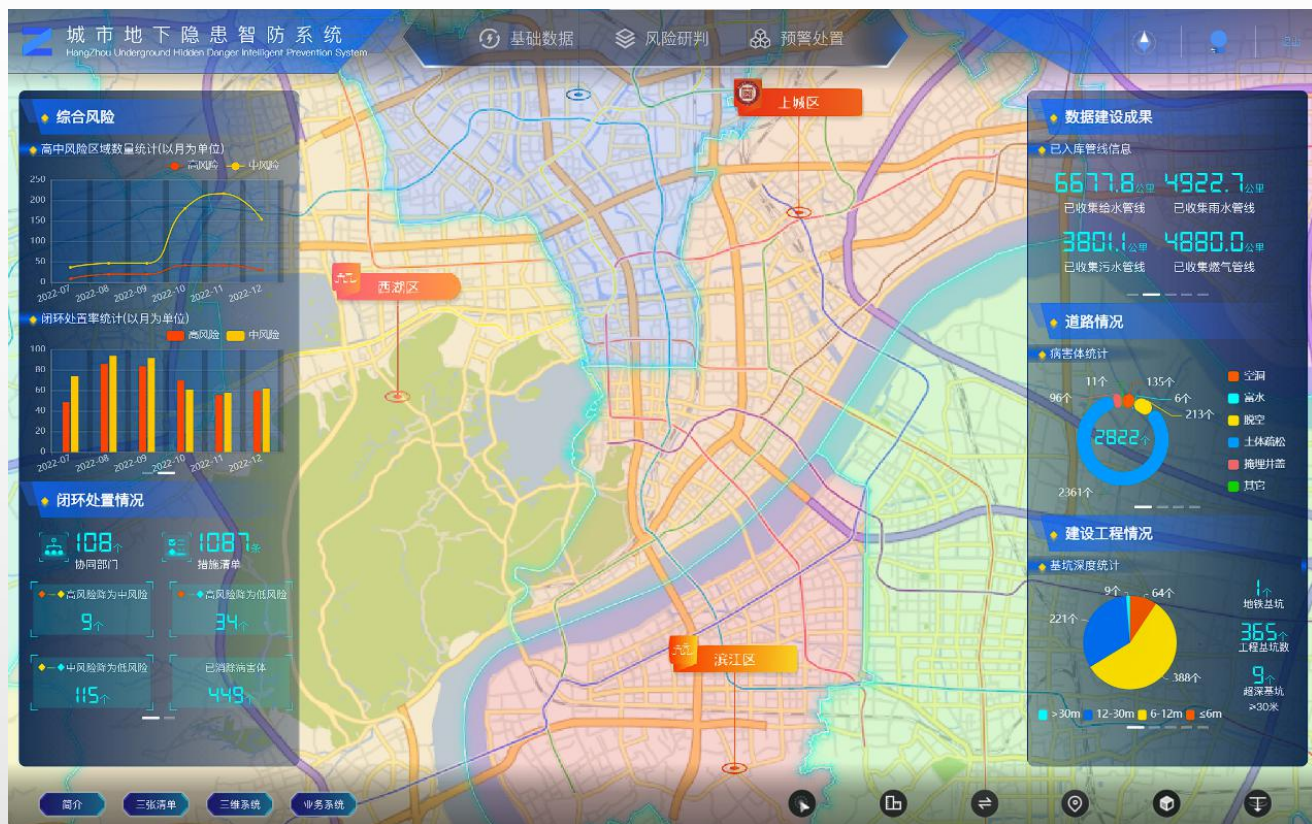 城市地下隐患智防系统
HangZhou Underground Hidden Danger Intelligent Prevention System
基础数据
风险研判
预警处置
综合风险
高中风险区域数量统计(以月为单位)
高风险 中风险
250
200
150
100
50
0
2022-07 2022-08 2022-09 2022-10 2022-11 2022-12
闭环处置率统计(以月为单位)
高风险 中风险
100
80
60
40
20
0
2022-07 2022-08 2022-09 2022-10 2022-11 2022-12
闭环处置情况
108个 1087条
协同部门 措施清单
高风险降为中风险 高风险降为低风险
9个 34个
中风险降为低风险 已消除病害体
115个 449个
上城区
西湖区
滨江区
数据建设成果
已入库管线信息
6677.8公里 4922.7公里
已收集给水管线 已收集雨水管线
3801.1公里 4880.0公里
已收集污水管线 已收集燃气管线
道路情况
病害体统计
11个 135个
96个 6个
213个
2822个
2361个
空洞
富水
脱空
土体疏松
掩埋井盖
其它
建设工程情况
基坑深度统计
9个 64个
221个
388个
>30m 12-30m 6-12m ≤6m
1个
地铁基坑
365个
工程基坑数
9个
超深基坑
≥30米
简介 三张清单 三维系统 业务系统